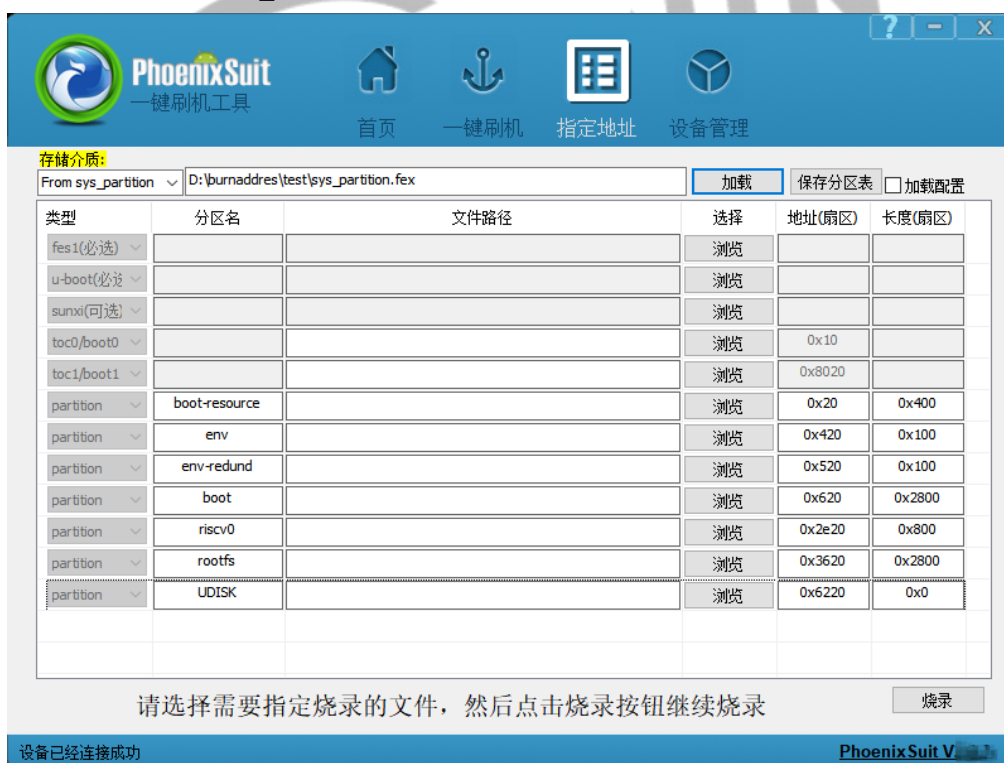 ? － X
PhoenixSuit
一键刷机工具
首页 一键刷机 指定地址 设备管理
存储介质:
From sys_partition D:\burnaddres\test\sys_partition.fex 加载 保存分区表 加载配置
类型 分区名 文件路径 选择 地址(扇区) 长度(扇区)
fes1(必选) 浏览
u-boot(必 浏览
sunxi(可选) 浏览
toc0/boot0 浏览 0x10
toc1/boot1 浏览 0x8020
partition boot-resource 浏览 0x20 0x400
partition env 浏览 0x420 0x100
partition env-redund 浏览 0x520 0x100
partition boot 浏览 0x620 0x2800
partition riscv0 浏览 0x2e20 0x800
partition rootfs 浏览 0x3620 0x2800
partition UDISK 浏览 0x6220 0x0
请选择需要指定烧录的文件，然后点击烧录按钮继续烧录 烧录
设备已经连接成功 PhoenixSuit V